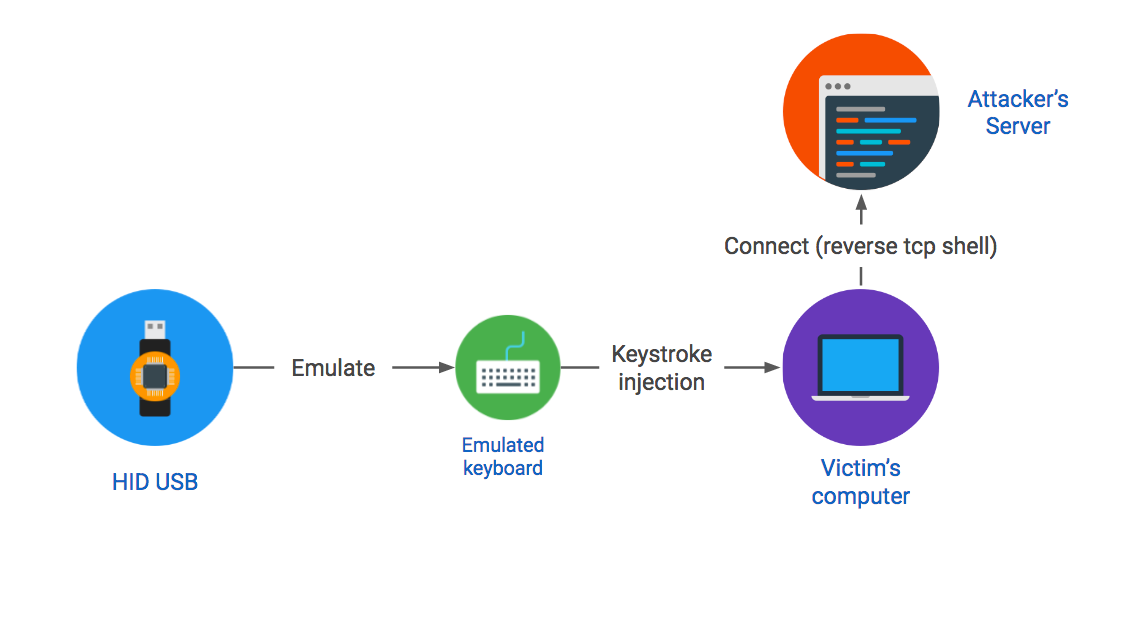 Attacker's
Server
Connect (reverse tcp shell)
Emulate
Keystroke
injection
Emulated
keyboard
HID USB
Victim's
computer